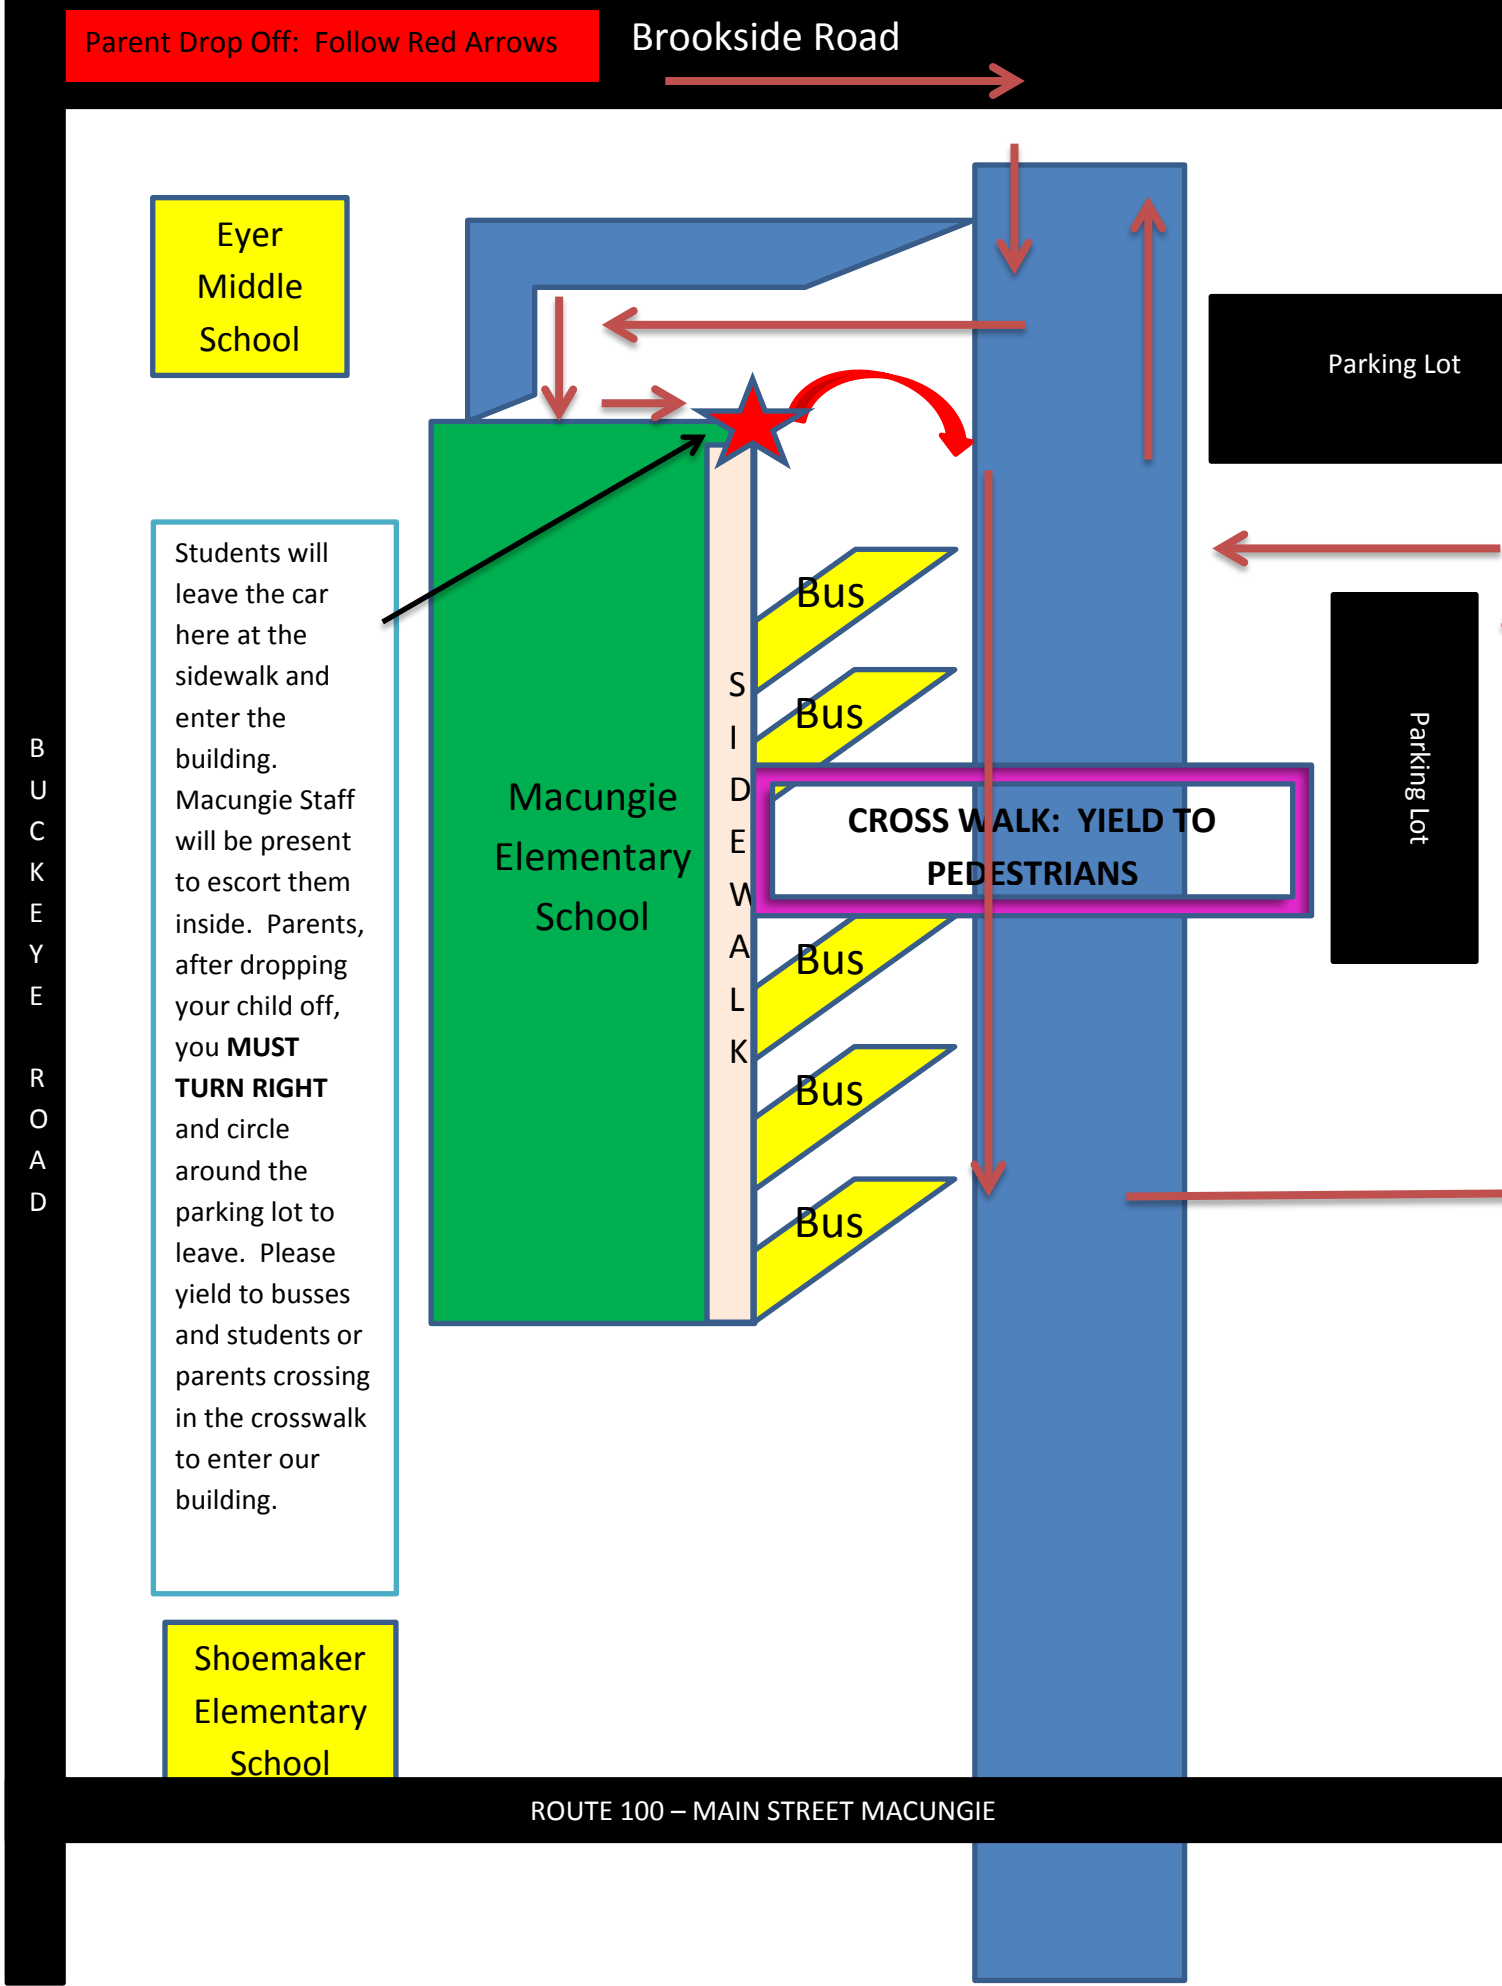 Parent Drop Off:  Follow Red Arrows
Brookside Road
Eyer
Middle
School
Parking Lot
Students will
leave the car
here at the
sidewalk and
enter the
building.
Macungie Staff
will be present
to escort them
inside.  Parents,
after dropping
your child off,
you MUST
TURN RIGHT
and circle
around the
parking lot to
leave.  Please
yield to busses
and students or
parents crossing
in the crosswalk
to enter our
building.
BUCKEYE ROAD
Macungie
Elementary
School
SIDEWALK
Bus
Bus
CROSS WALK:  YIELD TO
PEDESTRIANS
Bus
Bus
Bus
Parking Lot
Shoemaker
Elementary
School
ROUTE 100 – MAIN STREET MACUNGIE